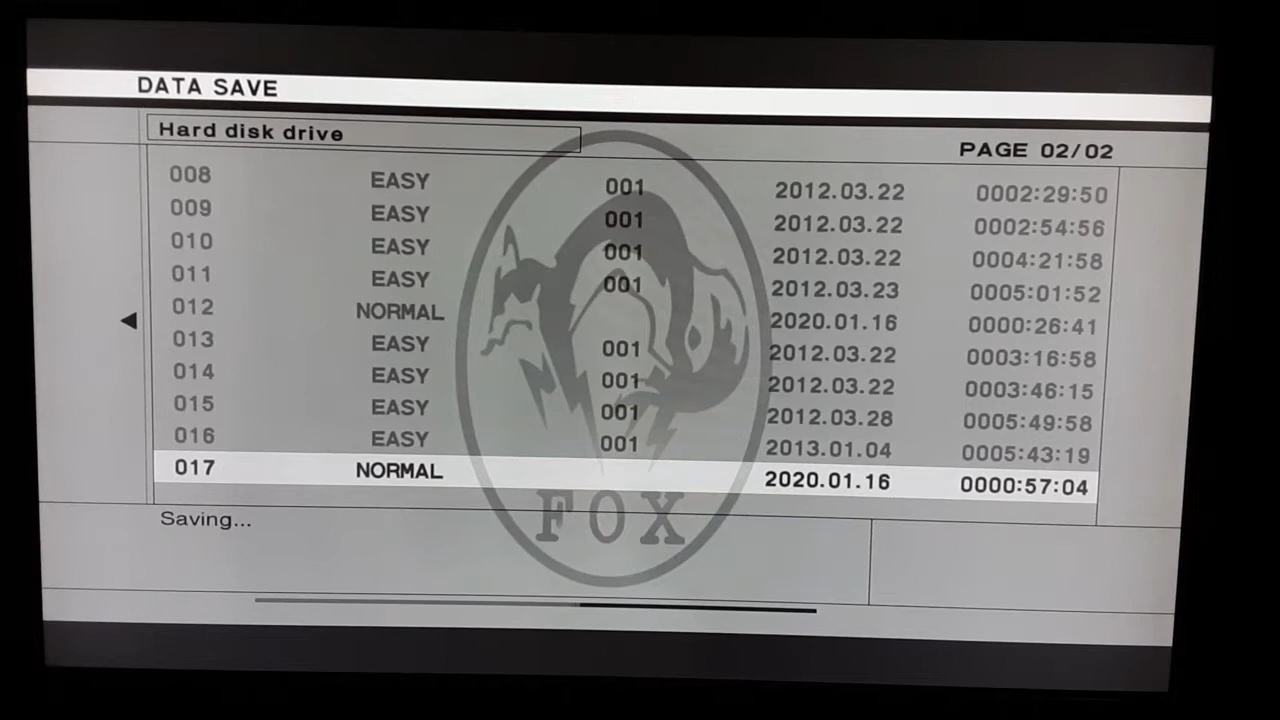 DATA SAVE
Hard disk drive
PAGE 02/02
008 EASY 001 2012.03.22 0002:29:50
009 EASY 001 2012.03.22 0002:54:56
010 EASY 001 2012.03.22 0004:21:58
011 EASY 001 2012.03.23 0005:01:52
012 NORMAL 2020.01.16 0000:26:41
013 EASY 001 2012.03.22 0003:16:58
014 EASY 001 2012.03.22 0003:46:15
015 EASY 001 2012.03.28 0005:49:58
016 EASY 001 2013.01.04 0005:43:19
017 NORMAL 2020.01.16 0000:57:04
FOX
Saving...